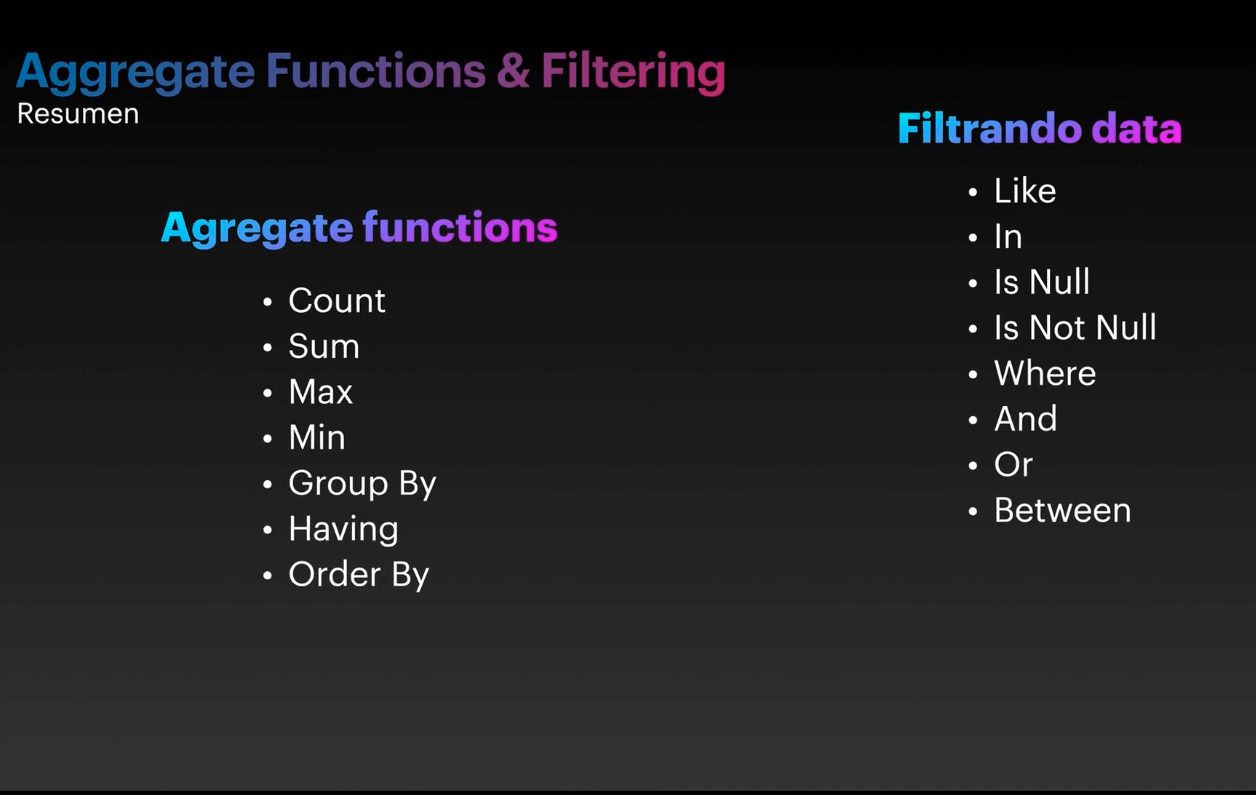 Aggregate Functions & Filtering
Resumen
Agregate functions
• Count
• Sum
• Max
• Min
• Group By
• Having
• Order By
Filtrando data
• Like
• In
• Is Null
• Is Not Null
• Where
• And
• Or
• Between